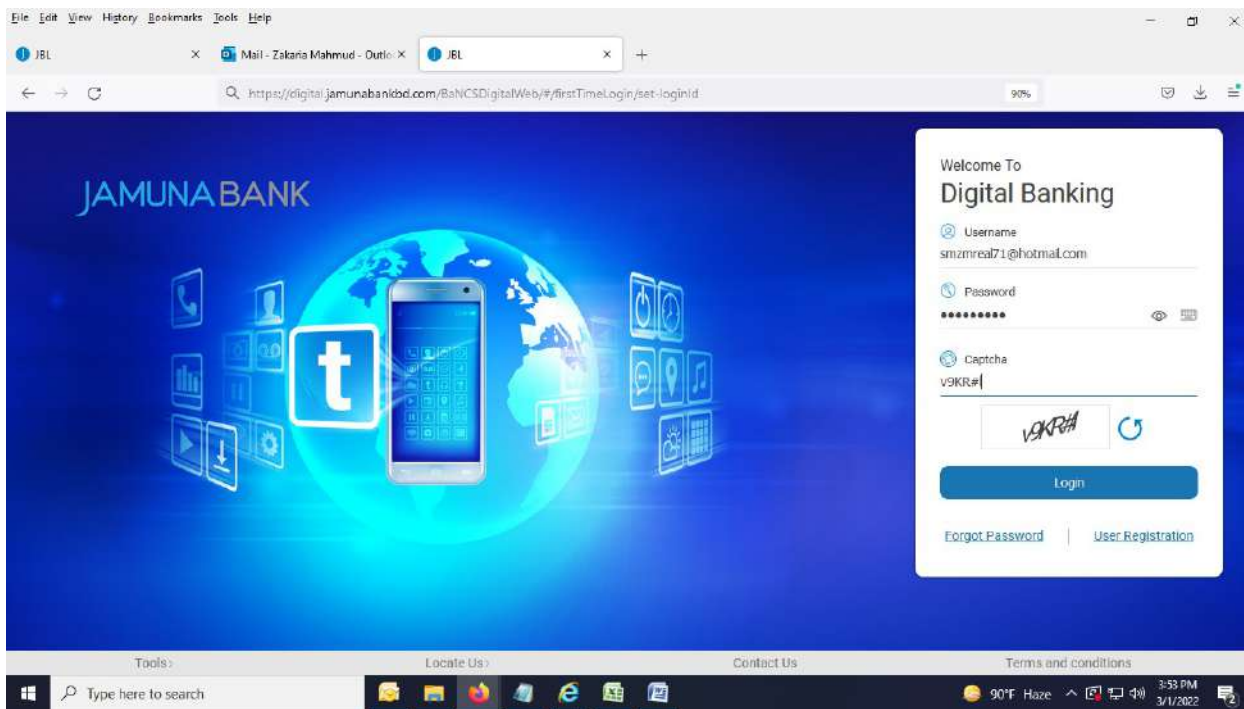 File Edit View History Bookmarks Tools Help
JBL
Mail - Zakaria Mahmud - Outlo
JBL
https://digital.jamunabankbd.com/BaNCSDigitalWeb/#/firstTimeLogin/set-loginId
90%
JAMUNA BANK
t
Welcome To
Digital Banking
Username
smzmreal71@hotmail.com
Password
•••••••••
Captcha
v9KR#
v9KR#
Login
Forgot Password | User Registration
Tools
Locate Us
Contact Us
Terms and conditions
Type here to search
90°F Haze
3:53 PM
3/1/2022
2